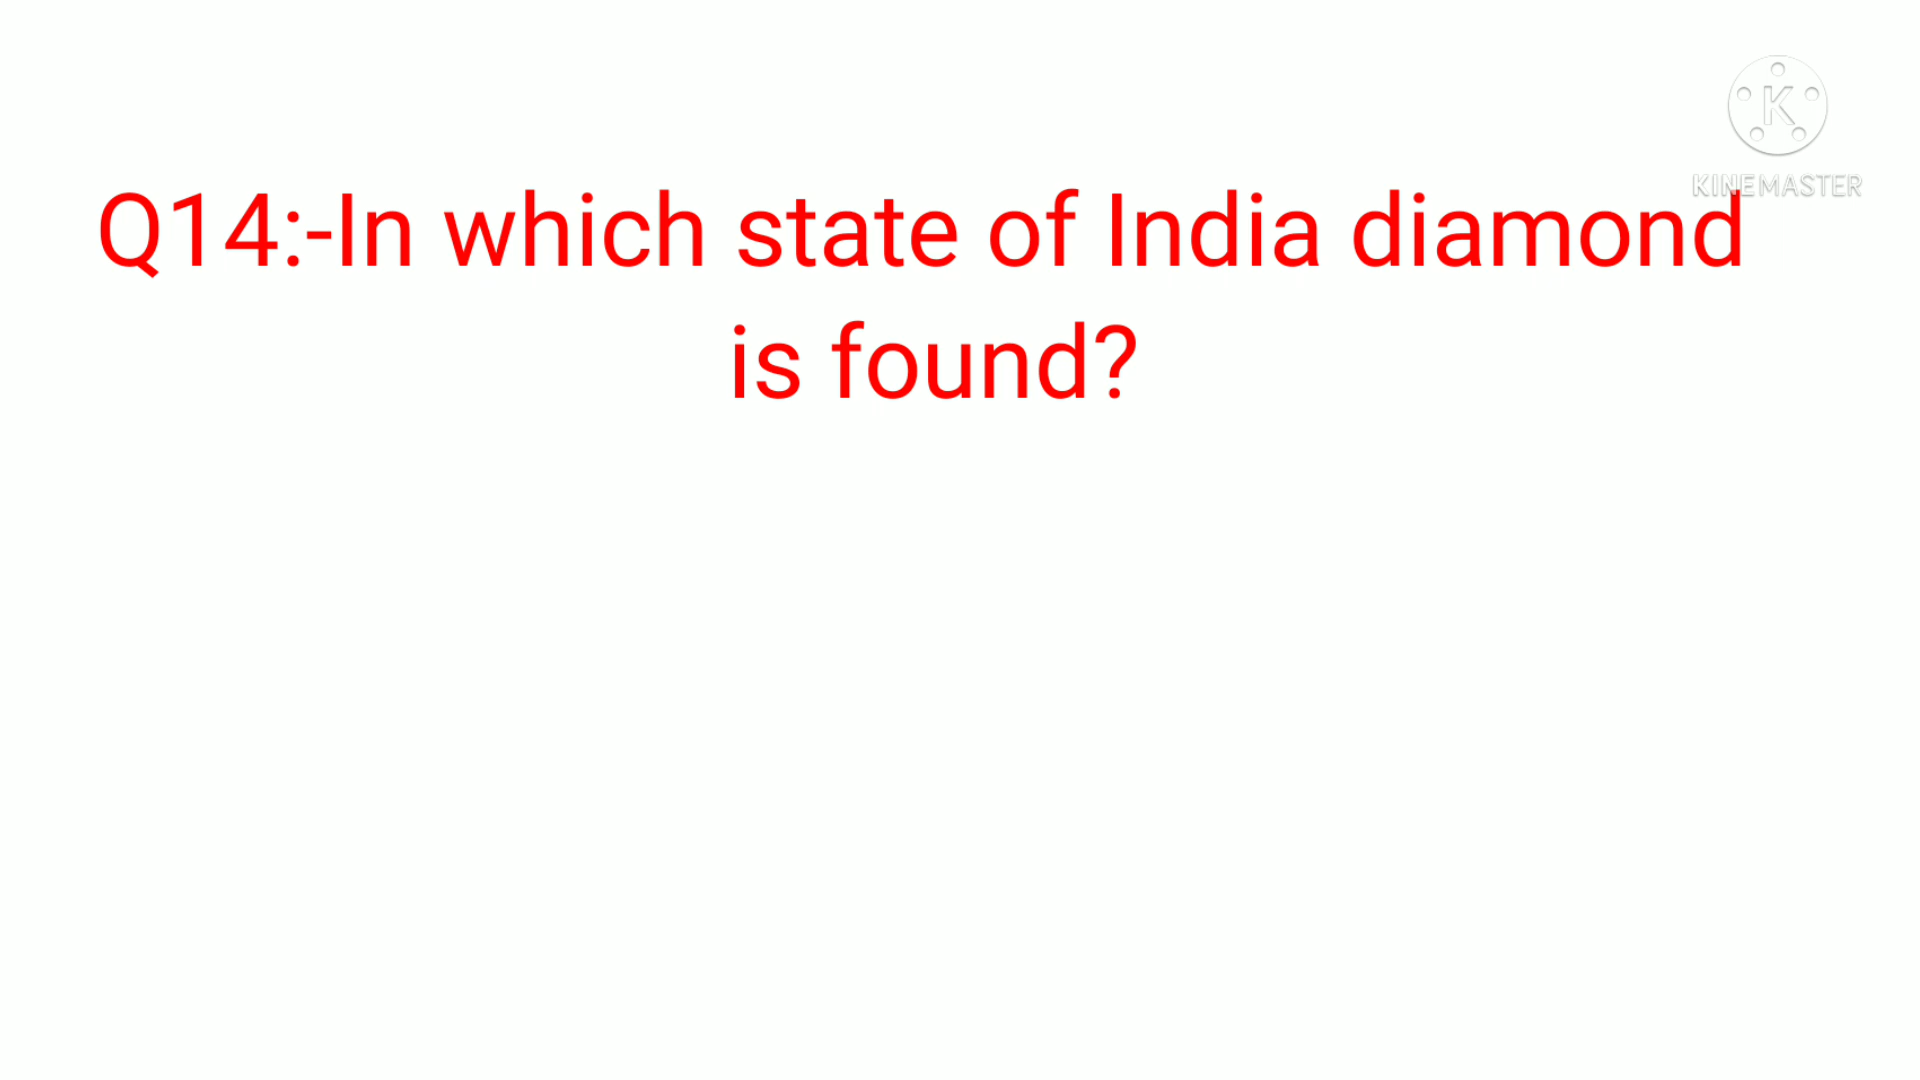 K
KINEMASTER
Q14:-In which state of India diamond
is found?